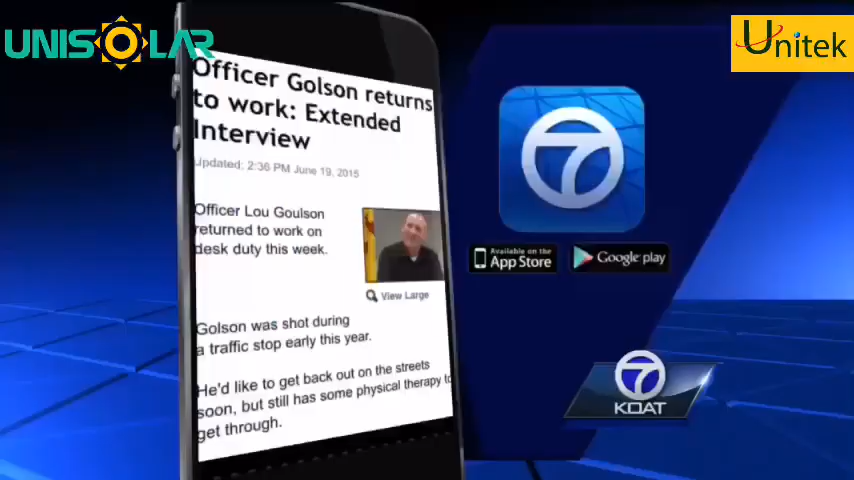 UNISOLAR
Unitek
Officer Golson returns
to work: Extended
Interview
Updated: 2:36 PM June 19, 2015
Officer Lou Goulson
returned to work on
desk duty this week.
View Large
Golson was shot during
a traffic stop early this year.
He'd like to get back out on the streets
soon, but still has some physical therapy to
get through.
7
Available on the
App Store
Google play
7
KOAT